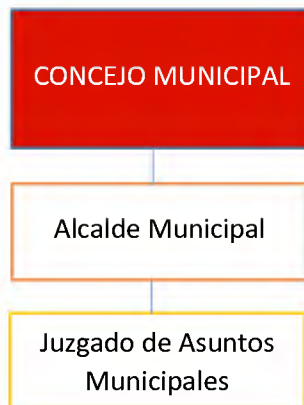 CONCEJO MUNICIPAL
Alcalde Municipal
Juzgado de Asuntos
Municipales